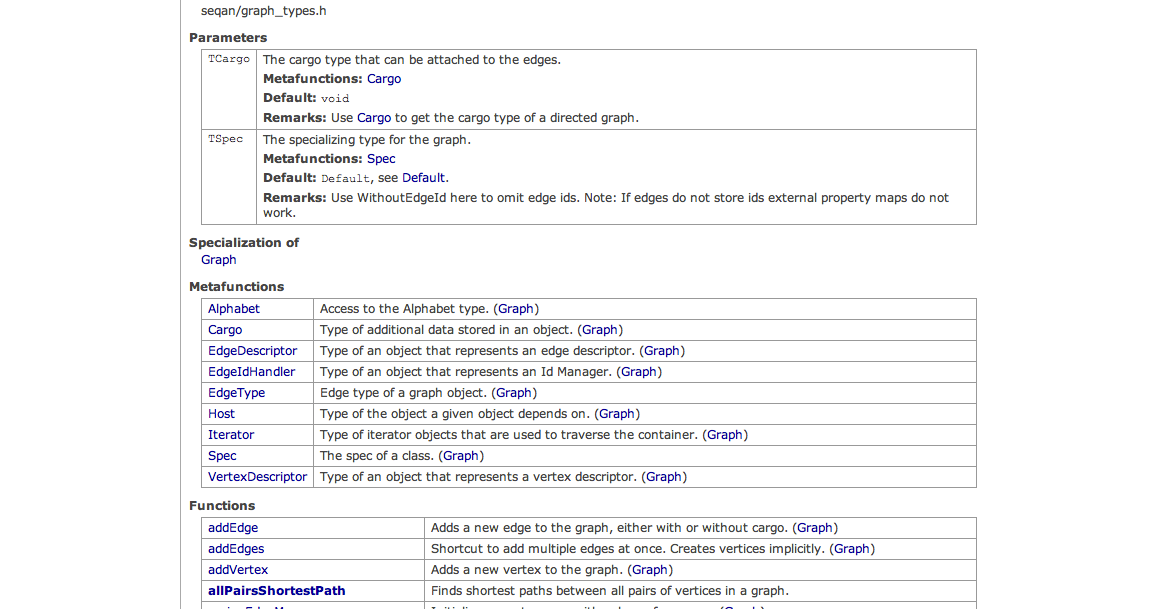 seqan/graph_types.h
Parameters
TCargo The cargo type that can be attached to the edges.
Metafunctions: Cargo
Default: void
Remarks: Use Cargo to get the cargo type of a directed graph.
TSpec The specializing type for the graph.
Metafunctions: Spec
Default: Default, see Default.
Remarks: Use WithoutEdgeId here to omit edge ids. Note: If edges do not store ids external property maps do not
work.
Specialization of
Graph
Metafunctions
Alphabet Access to the Alphabet type. (Graph)
Cargo Type of additional data stored in an object. (Graph)
EdgeDescriptor Type of an object that represents an edge descriptor. (Graph)
EdgeIdHandler Type of an object that represents an Id Manager. (Graph)
EdgeType Edge type of a graph object. (Graph)
Host Type of the object a given object depends on. (Graph)
Iterator Type of iterator objects that are used to traverse the container. (Graph)
Spec The spec of a class. (Graph)
VertexDescriptor Type of an object that represents a vertex descriptor. (Graph)
Functions
addEdge Adds a new edge to the graph, either with or without cargo. (Graph)
addEdges Shortcut to add multiple edges at once. Creates vertices implicitly. (Graph)
addVertex Adds a new vertex to the graph. (Graph)
allPairsShortestPath Finds shortest paths between all pairs of vertices in a graph.